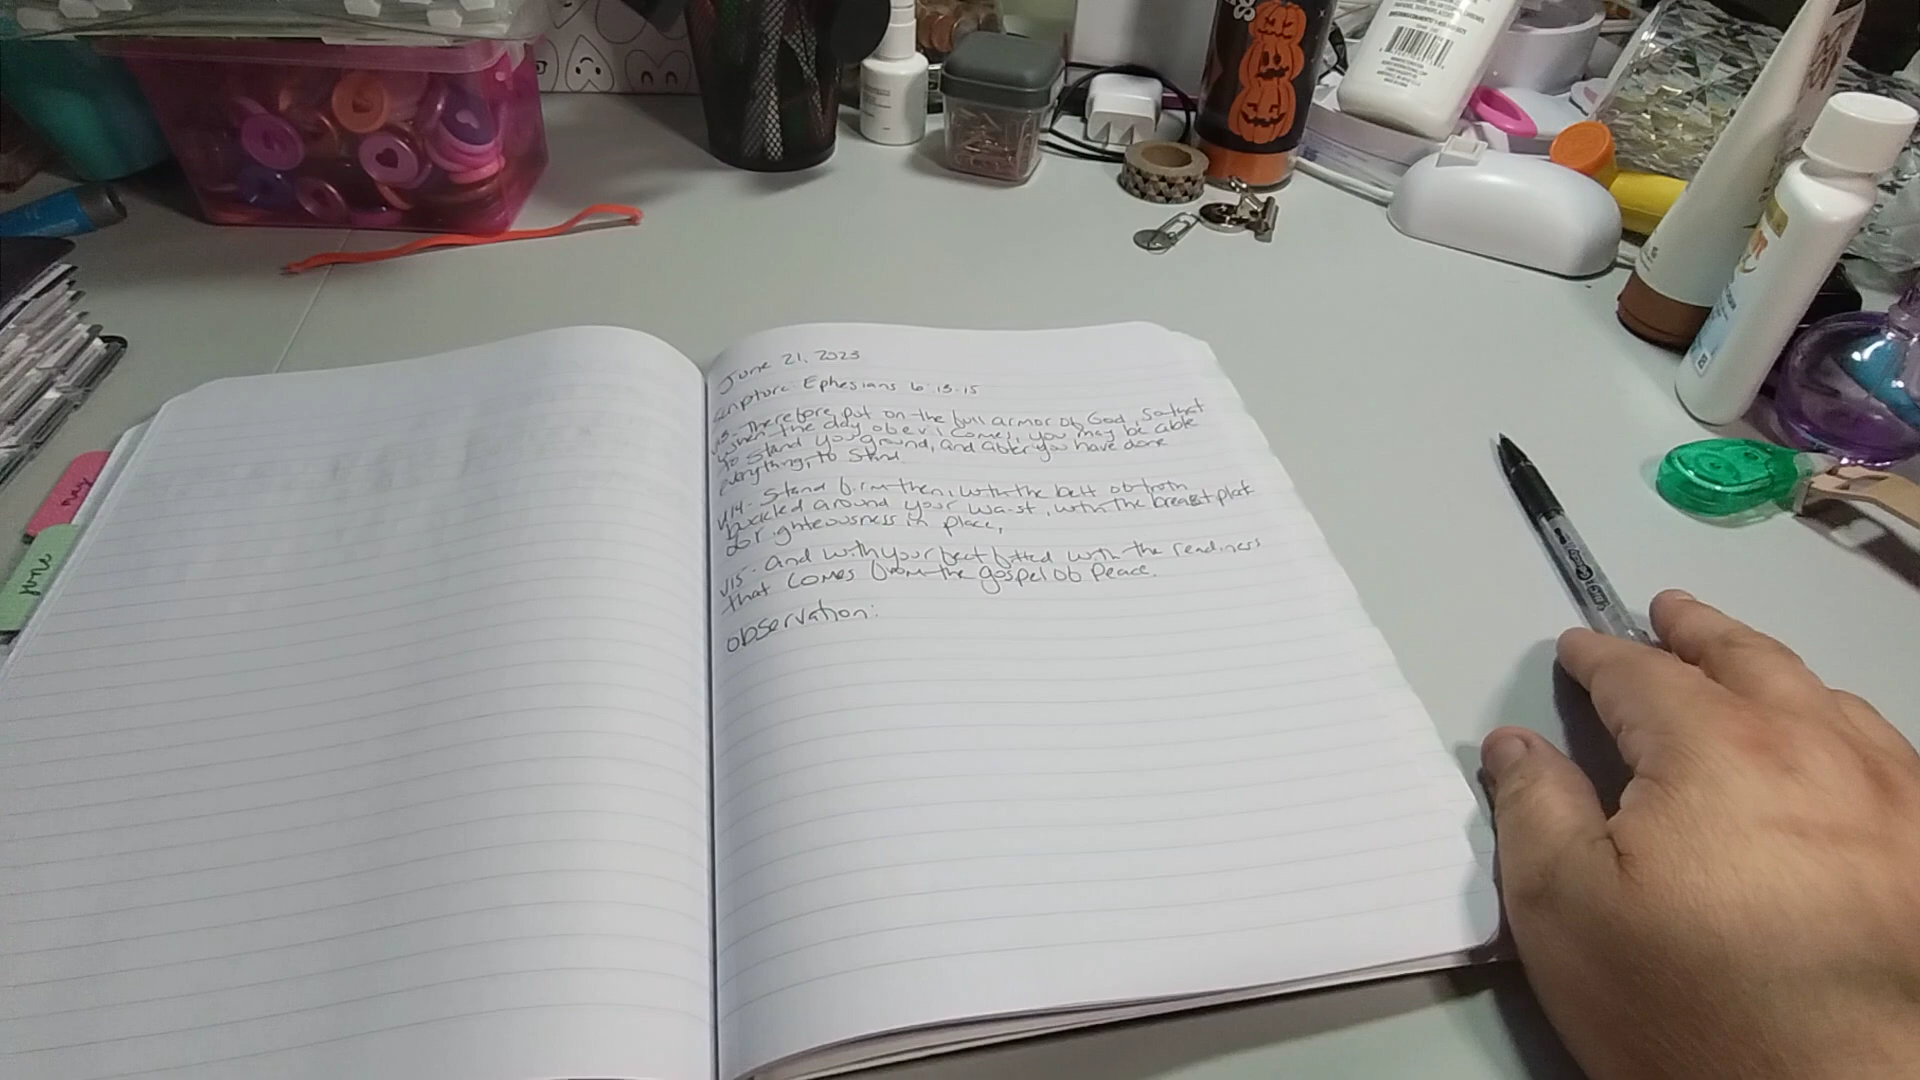 June 21, 2023
Scripture Ephesians 6:13-15
v13. Therefore, put on the full armor of God, so that
when the day of evil comes, you may be able
to stand your ground, and after you have done
everything, to stand
v14. Stand firm then, with the belt of truth
buckled around your waist, with the breastplat
of righteousness in place,
v15. and with your feet fitted with the readiness
that comes from the gospel of Peace.
observation:
may
June